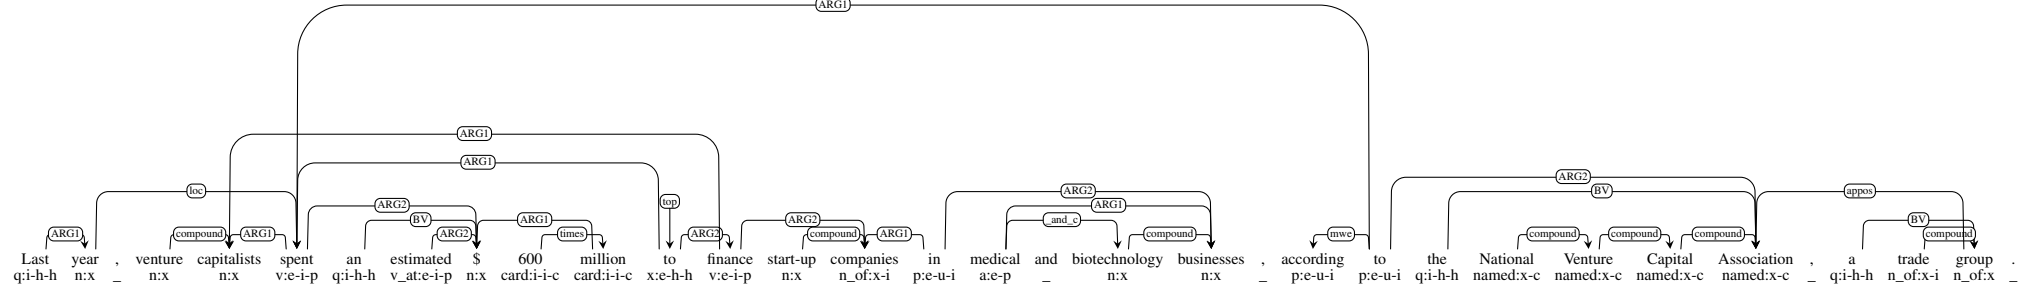 ARG1
ARG1
ARG1
ARG2
loc BV ARG2 appos
top
ARG2 ARG1
BV ARG1 ARG2 _and_c BV
ARG1 compound ARG1 ARG2 times ARG2 compound ARG1 compound mwe compound compound compound compound
Last year , venture capitalists spent an estimated $ 600 million to finance start-up companies in medical and biotechnology businesses , according to the National Venture Capital Association , a trade group .
q:i-h-h n:x _ n:x n:x v:e-i-p q:i-h-h v_at:e-i-p n:x card:i-i-c card:i-i-c x:e-h-h v:e-i-p n:x n_of:x-i p:e-u-i a:e-p _ n:x n:x _ p:e-u-i p:e-u-i q:i-h-h named:x-c named:x-c named:x-c named:x-c _ q:i-h-h n_of:x-i n_of:x _